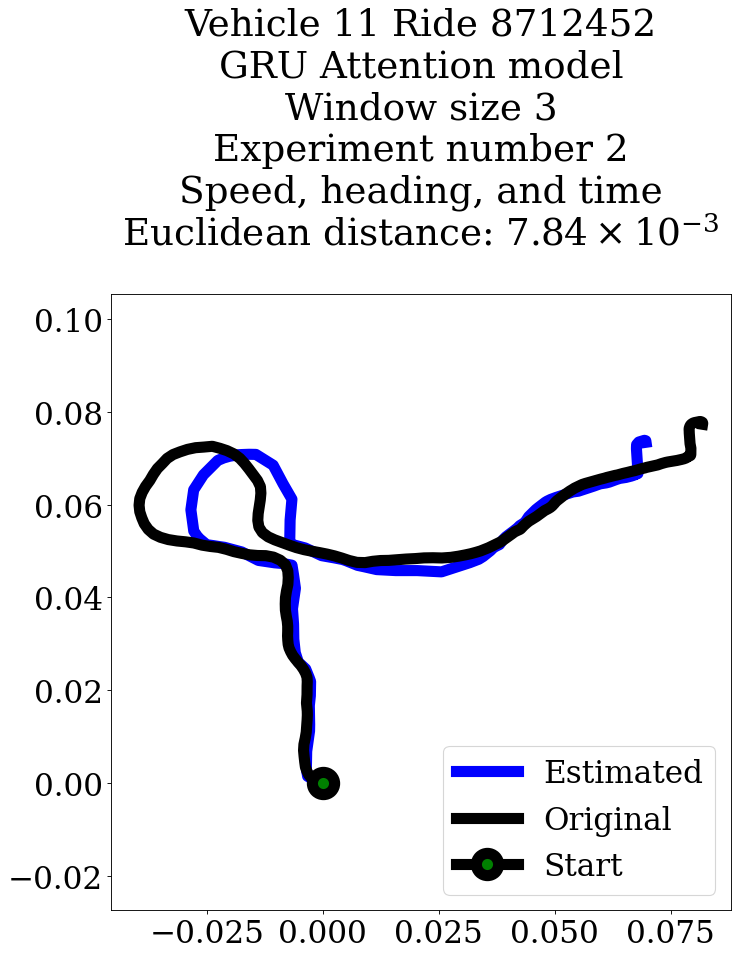 Vehicle 11 Ride 8712452
GRU Attention model
Window size 3
Experiment number 2
Speed, heading, and time
Euclidean distance: 7.84 × 10⁻³
0.10
0.08
0.06
0.04
0.02
0.00
−0.02
Estimated
Original
Start
−0.025 0.000 0.025 0.050 0.075